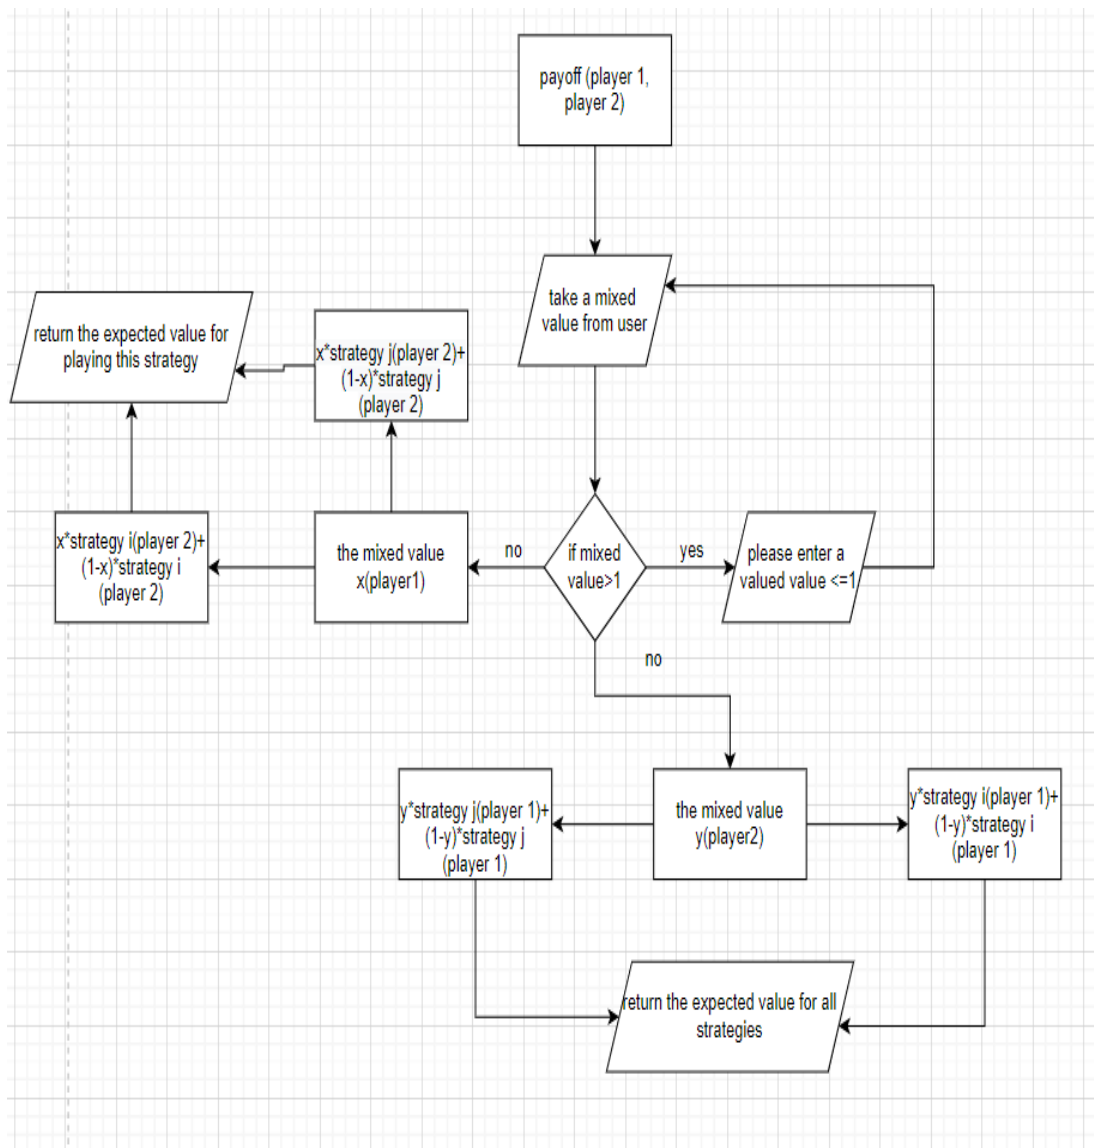 payoff (player 1,
player 2)
take a mixed
value from user
return the expected value for
playing this strategy
x*strategy j(player 2)+
(1-x)*strategy j
(player 2)
x*strategy i(player 2)+
(1-x)*strategy i
(player 2)
the mixed value
x(player1)
no
if mixed
value>1
yes
please enter a
valued value <=1
no
y*strategy j(player 1)+
(1-y)*strategy j
(player 1)
the mixed value
y(player2)
y*strategy i(player 1)+
(1-y)*strategy i
(player 1)
return the expected value for all
strategies